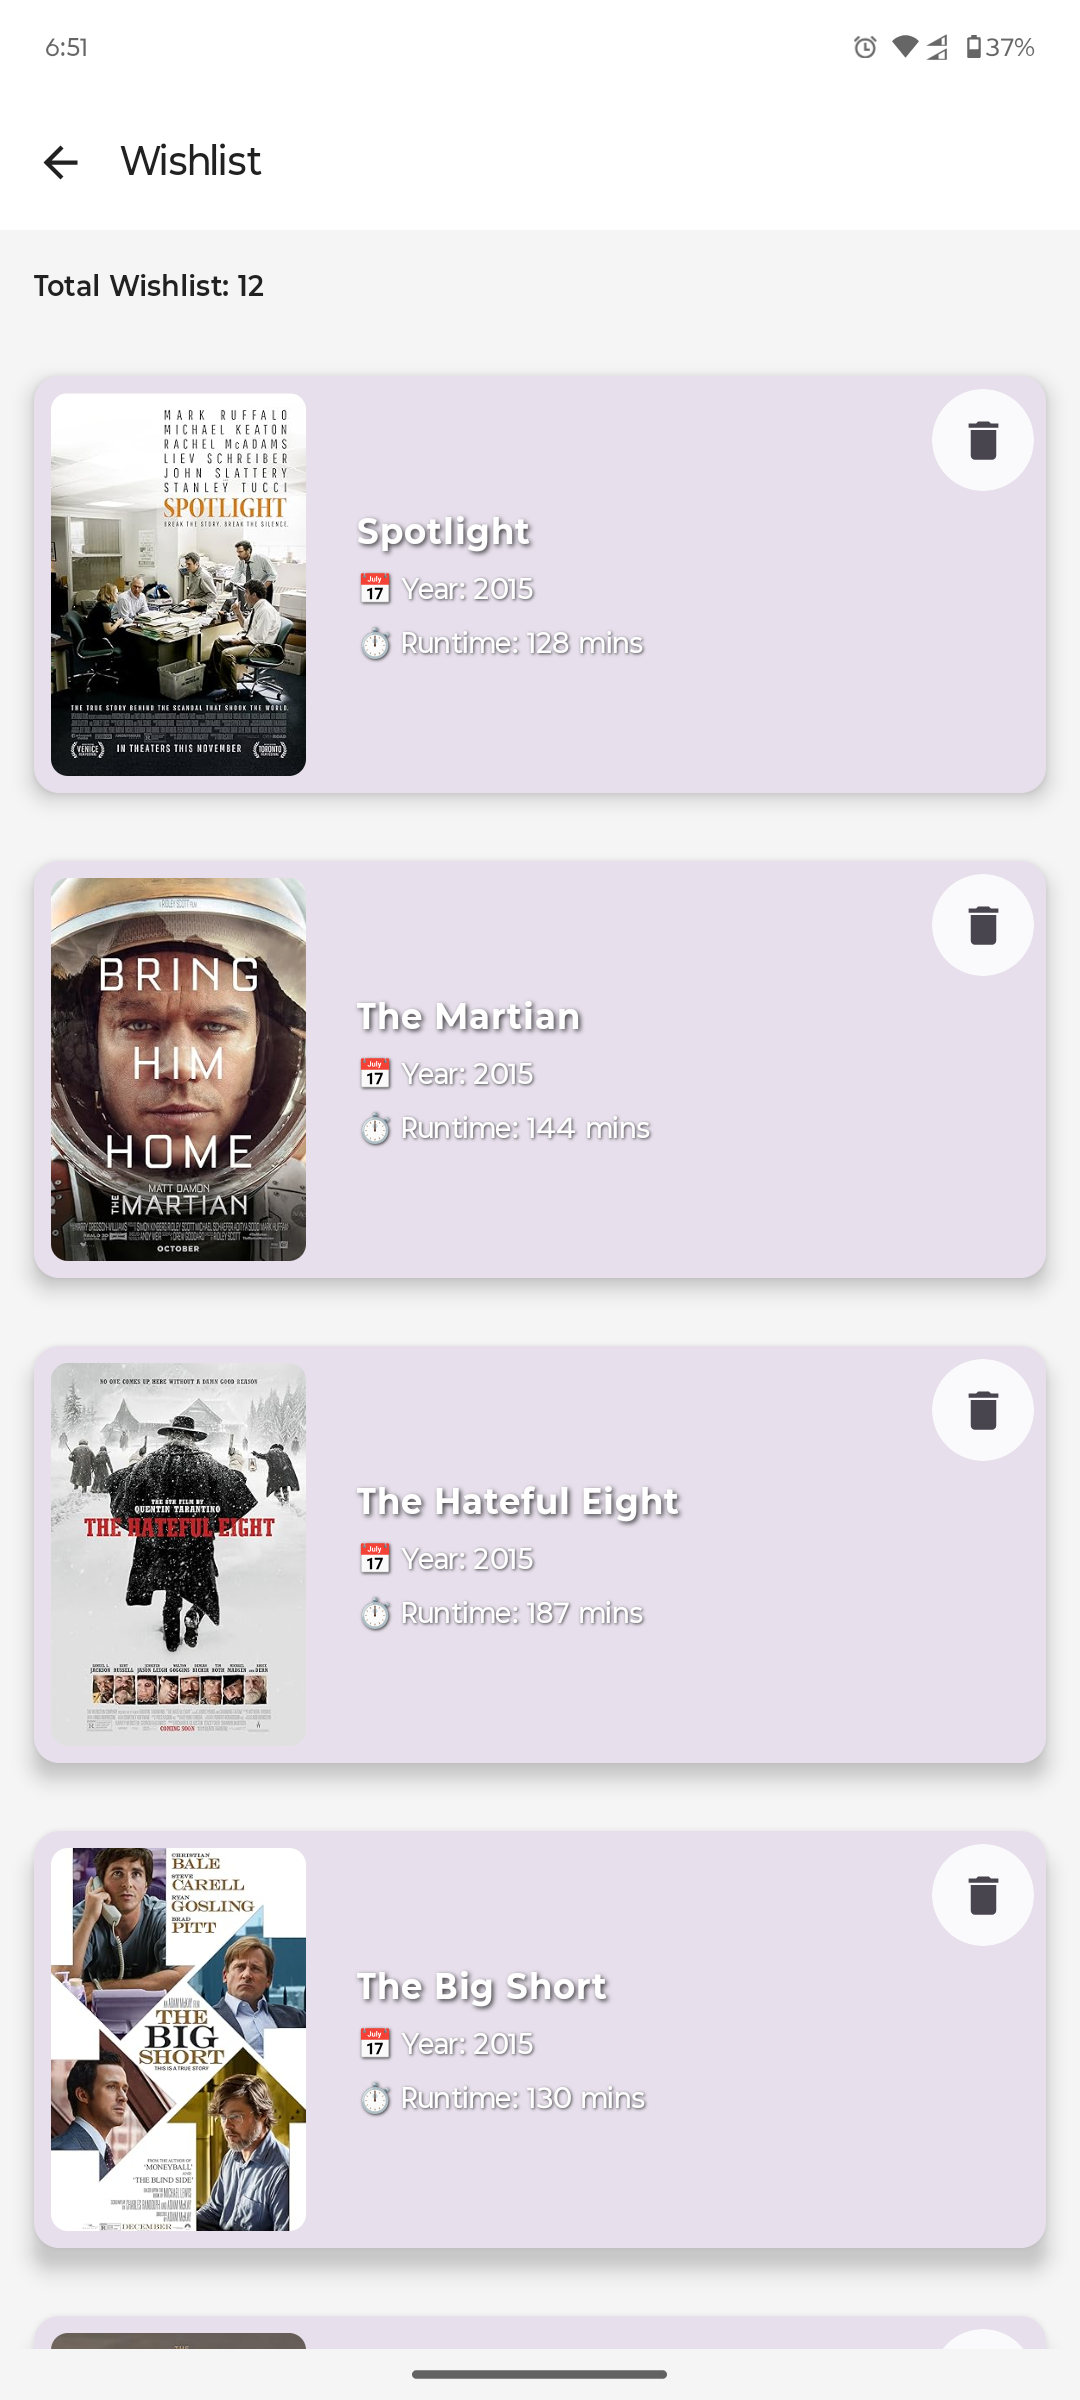 6:51
37%
Wishlist
Total Wishlist: 12
MARK RUFFALO
MICHAEL KEATON
RACHEL McADAMS
LIEV SCHREIBER
JOHN SLATTERY
STANLEY TUCCI
SPOTLIGHT
BREAK THE STORY. BREAK THE SILENCE.
THE TRUE STORY BEHIND THE SCANDAL THAT SHOOK THE WORLD.
VENICE
IN THEATERS THIS NOVEMBER
TORONTO
Spotlight
July 17
Year: 2015
Runtime: 128 mins
BRING
HIM
HOME
MATT DAMON
THE MARTIAN
OCTOBER
The Martian
July 17
Year: 2015
Runtime: 144 mins
NO ONE COMES UP HERE WITHOUT A DAMN GOOD REASON
THE 8TH FILM BY
QUENTIN TARANTINO
THE HATEFUL EIGHT
COMING SOON
The Hateful Eight
July 17
Year: 2015
Runtime: 187 mins
CHRISTIAN
BALE
STEVE
CARELL
RYAN
GOSLING
BRAD
PITT
THE
BIG
SHORT
THIS IS A TRUE STORY
FROM THE AUTHOR OF
'MONEYBALL'
AND
'THE BLIND SIDE'
DECEMBER
The Big Short
July 17
Year: 2015
Runtime: 130 mins
THE